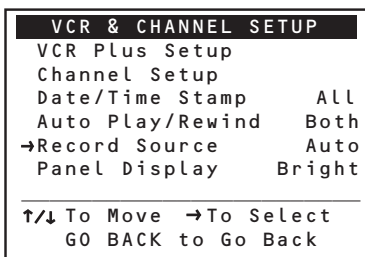 VCR & CHANNEL SETUP
VCR Plus Setup
Channel Setup
Date/Time Stamp All
Auto Play/Rewind Both
→Record Source Auto
Panel Display Bright
↑/↓ To Move →To Select
GO BACK to Go Back